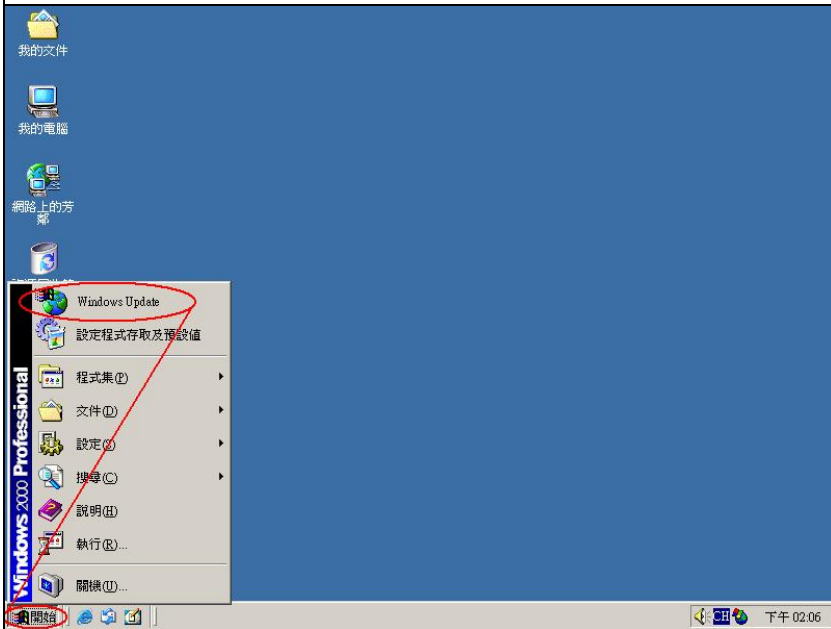 我的文件
我的電腦
網路上的芳
鄰
Windows Update
設定程式存取及預設值
程式集(P)
文件(D)
設定(S)
搜尋(C)
說明(H)
執行(R)...
關機(U)...
Windows 2000 Professional
開始
CH
下午 02:06